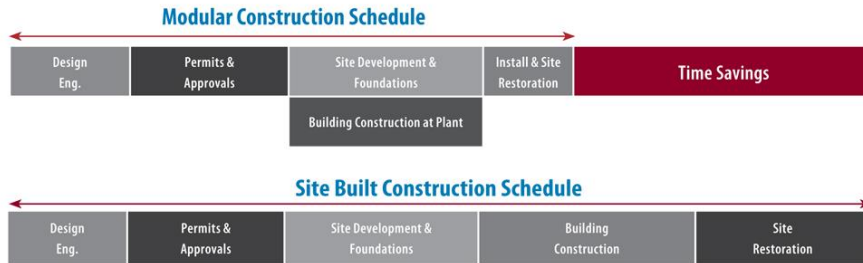 Modular Construction Schedule
Design
Eng.
Permits &
Approvals
Site Development &
Foundations
Install & Site
Restoration
Time Savings
Building Construction at Plant
Site Built Construction Schedule
Design
Eng.
Permits &
Approvals
Site Development &
Foundations
Building
Construction
Site
Restoration